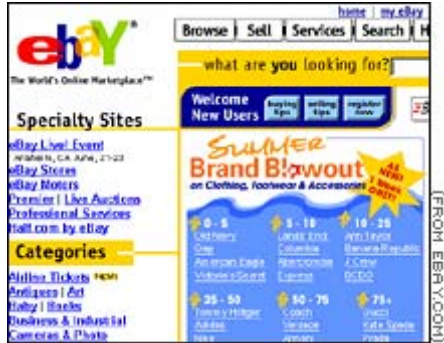 home | my eBay
Browse Sell Services Search H
ebaY
The World's Online Marketplace™
what are you looking for?
Welcome
New Users
buying
tips
selling
tips
register
now
Specialty Sites
eBay Live! Event
Anaheim, CA June, 21-23
eBay Stores
eBay Motors
Premier | Live Auctions
Professional Services
Half.com by eBay
Categories
Airline Tickets NEW!
Antiques | Art
Baby | Books
Business & Industrial
Cameras & Photo
SUMMER
Brand Blowout
on Clothing, Footwear & Accessories
ALL
NEW!
1 Week
ONLY!
0 - 5
Old Navy
Gap
American Eagle
Victoria's Secret
5 - 10
Lands' End
Columbia
Abercrombie
Express
10 - 25
Ann Taylor
Banana Republic
J.Crew
BCBG
25 - 50
Tommy Hilfiger
Adidas
Nike
50 - 75
Coach
Versace
Armani
75+
Gucci
Kate Spade
Prada
[FROM EBAY.COM]